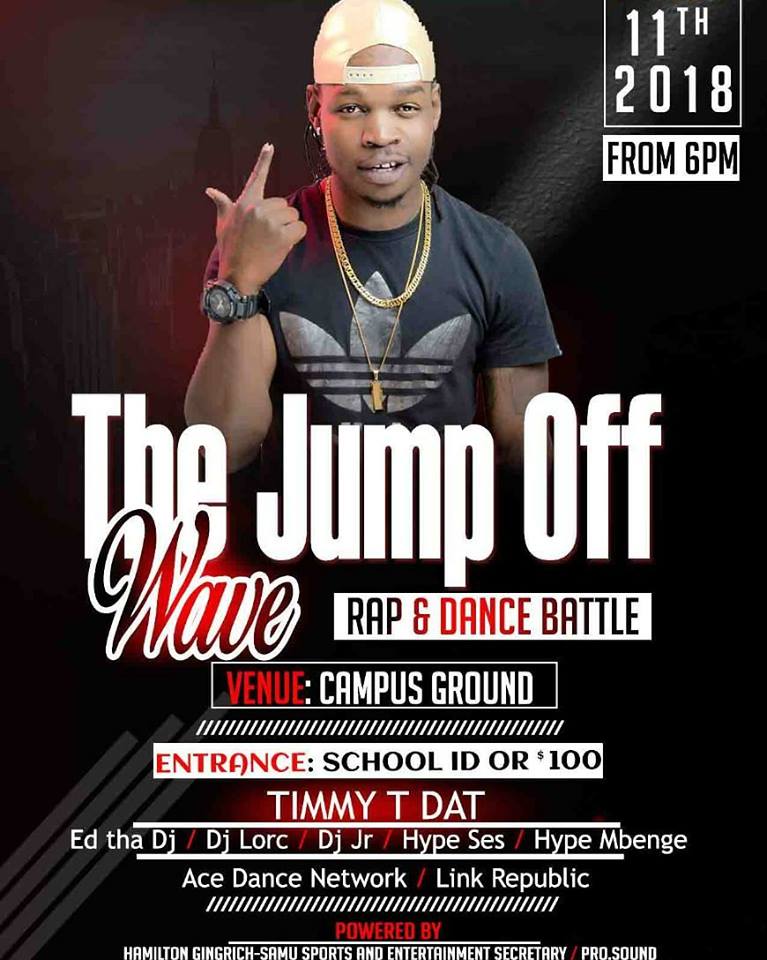 11TH
2018
FROM 6PM
The Jump Off
Wave
RAP & DANCE BATTLE
VENUE: CAMPUS GROUND
ENTRANCE: SCHOOL ID OR $100
TIMMY T DAT
Ed tha Dj / Dj Lorc / Dj Jr / Hype Ses / Hype Mbenge
Ace Dance Network / Link Republic
POWERED BY
HAMILTON GINGRICH-SAMU SPORTS AND ENTERTAINMENT SECRETARY / PRO.SOUND